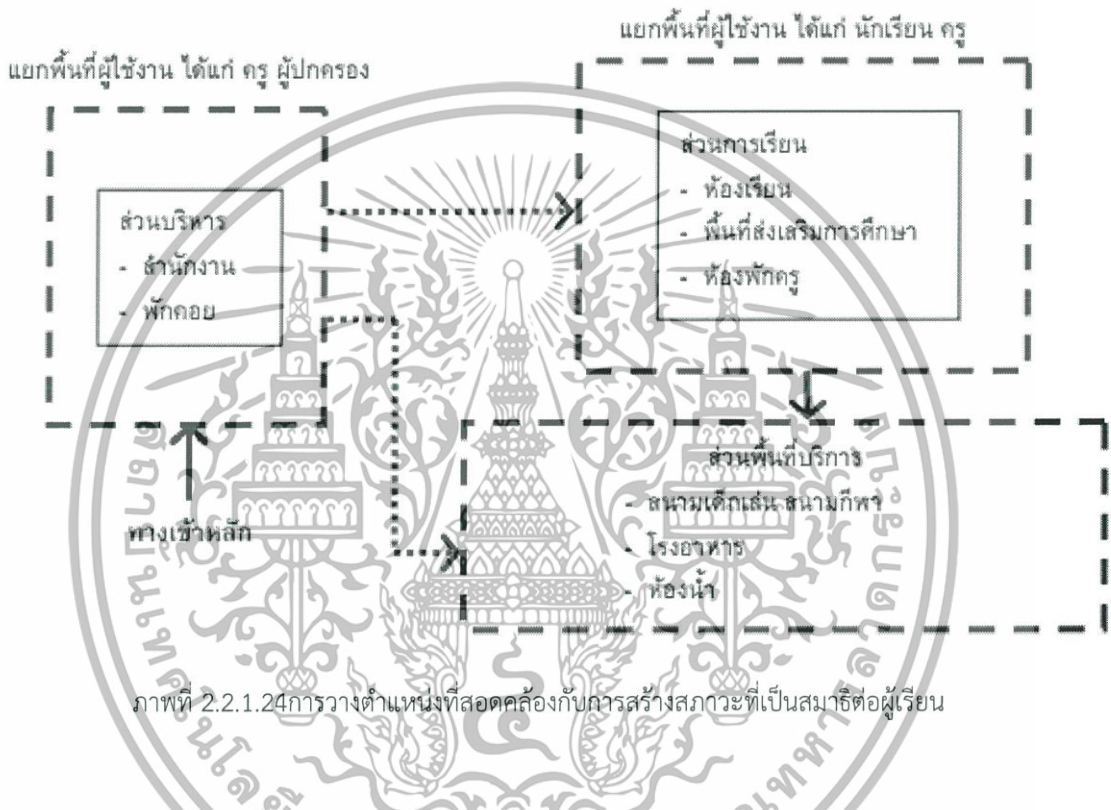 แยกพื้นที่ผู้ใช้งาน ได้แก่ นักเรียน ครู
แยกพื้นที่ผู้ใช้งาน ได้แก่ ครู ผู้ปกครอง
ส่วนบริหาร
- สำนักงาน
- พักคอย
ส่วนการเรียน
- ห้องเรียน
- พื้นที่ส่งเสริมการศึกษา
- ห้องพักครู
ทางเข้าหลัก
ส่วนพื้นที่บริการ
- สนามเด็กเล่น สนามกีฬา
- โรงอาหาร
- ห้องน้ำ
ภาพที่ 2.2.1.24การวางตำแหน่งที่สอดคล้องกับการสร้างสภาวะที่เป็นสมาธิต่อผู้เรียน